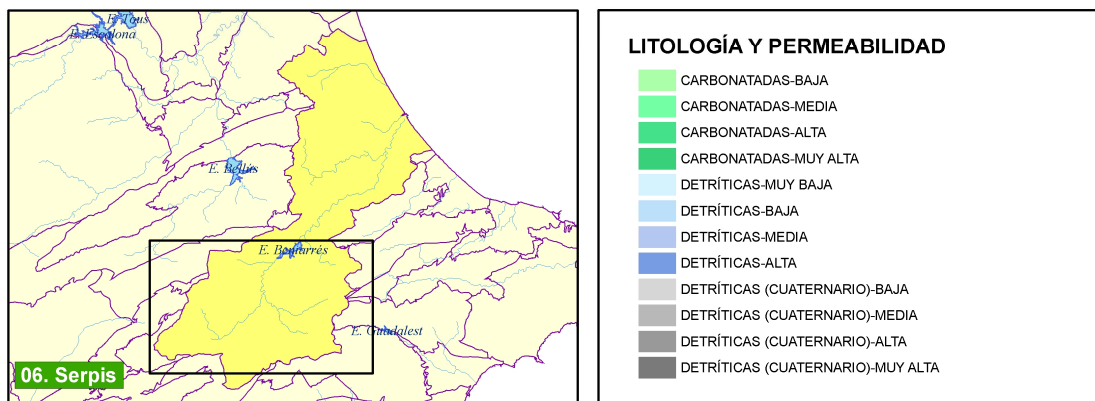 E. Tous
E. Escalona
E. Bellús
E. Beniarrés
E. Guadalest
06. Serpis
LITOLOGÍA Y PERMEABILIDAD
CARBONATADAS-BAJA
CARBONATADAS-MEDIA
CARBONATADAS-ALTA
CARBONATADAS-MUY ALTA
DETRÍTICAS-MUY BAJA
DETRÍTICAS-BAJA
DETRÍTICAS-MEDIA
DETRÍTICAS-ALTA
DETRÍTICAS (CUATERNARIO)-BAJA
DETRÍTICAS (CUATERNARIO)-MEDIA
DETRÍTICAS (CUATERNARIO)-ALTA
DETRÍTICAS (CUATERNARIO)-MUY ALTA